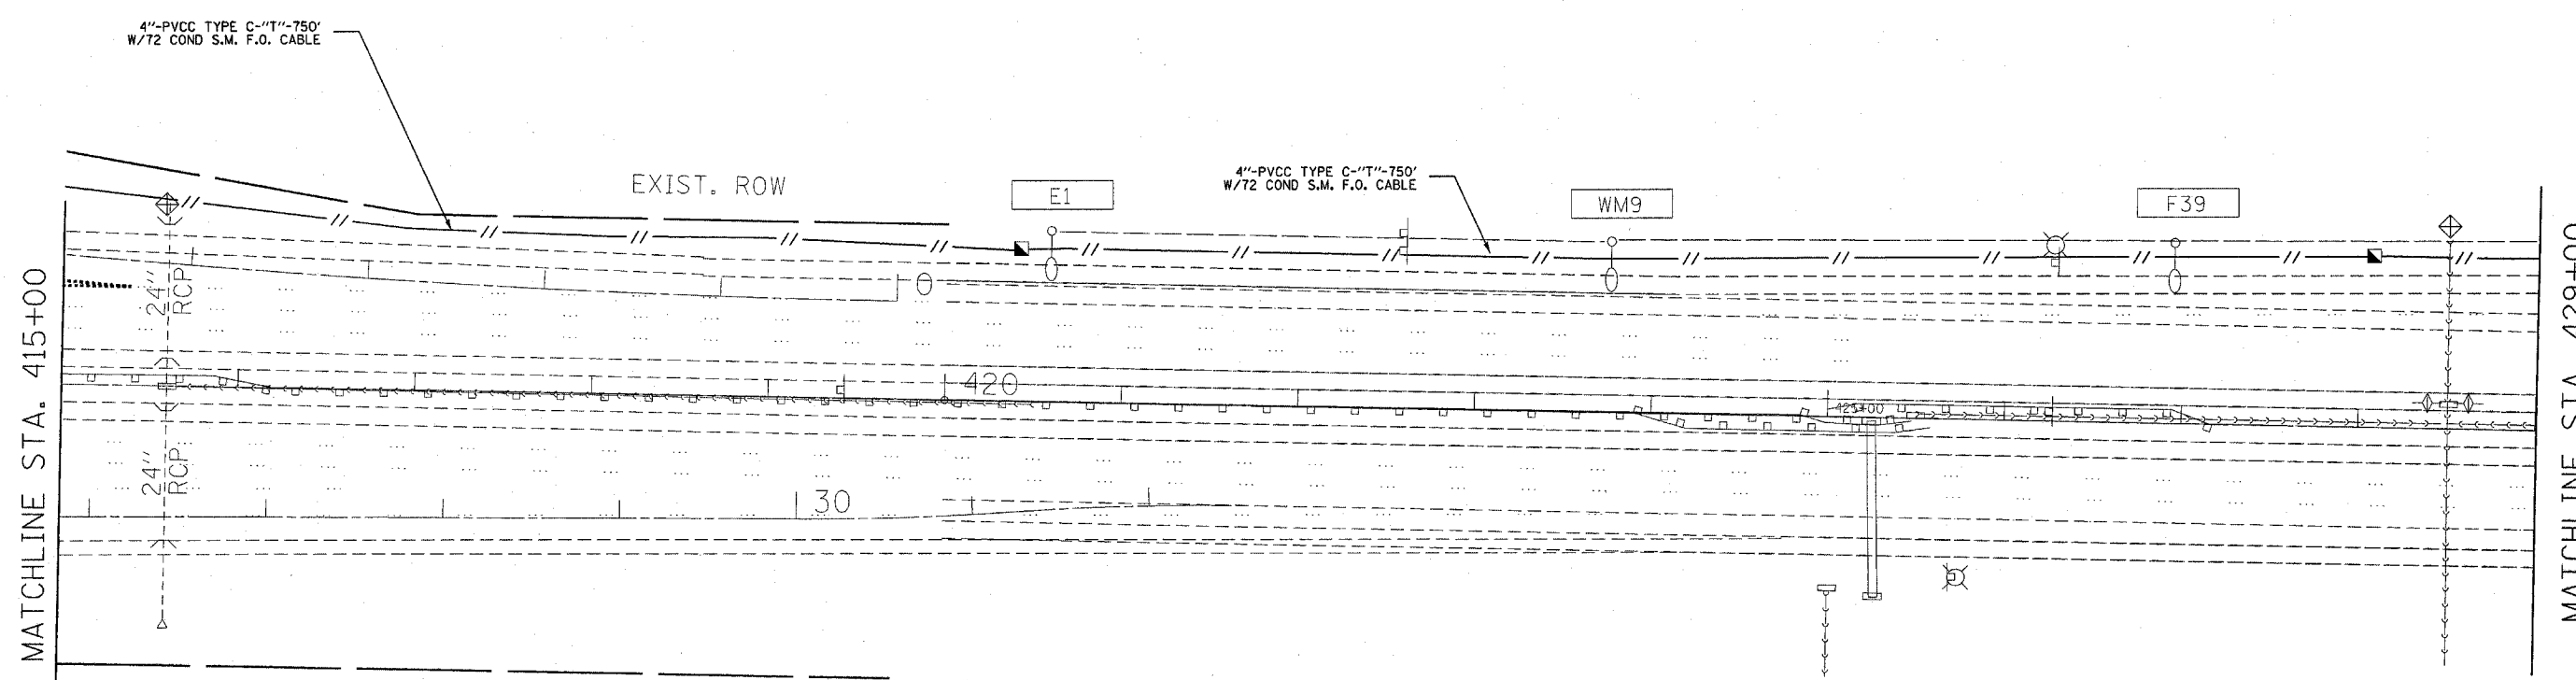 4"-PVCC TYPE C-"T"-750'
W/72 COND S.M. F.O. CABLE
EXIST. ROW
E1
4"-PVCC TYPE C-"T"-750'
W/72 COND S.M. F.O. CABLE
WM9
F39
MATCHLINE STA. 415+00
24"
RCP
24"
RCP
420
425+00
30
MATCHLINE STA. 429+00